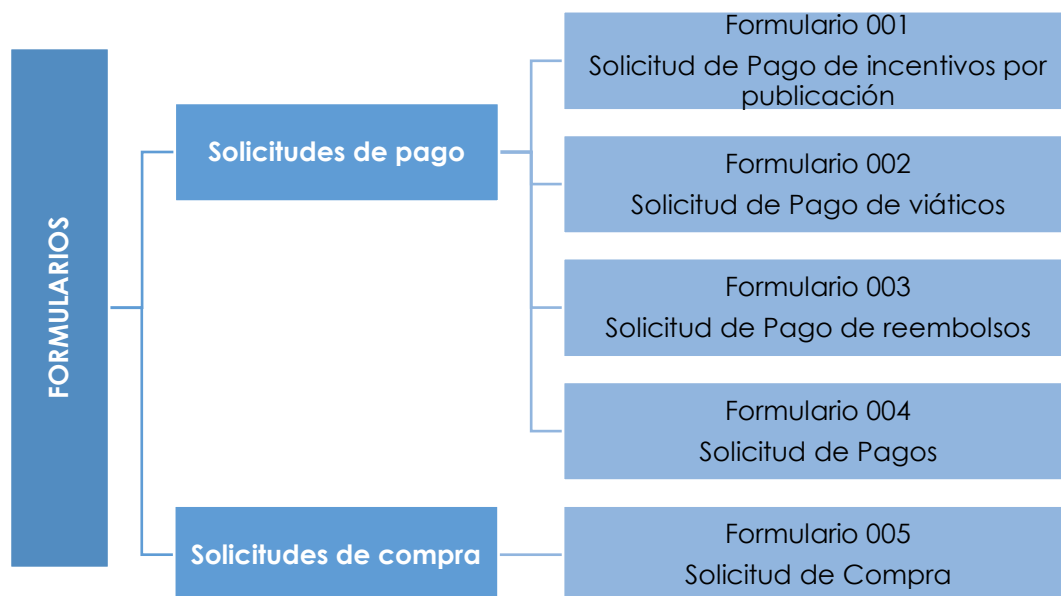 FORMULARIOS
Solicitudes de pago
Formulario 001
Solicitud de Pago de incentivos por
publicación
Formulario 002
Solicitud de Pago de viáticos
Formulario 003
Solicitud de Pago de reembolsos
Formulario 004
Solicitud de Pagos
Solicitudes de compra
Formulario 005
Solicitud de Compra